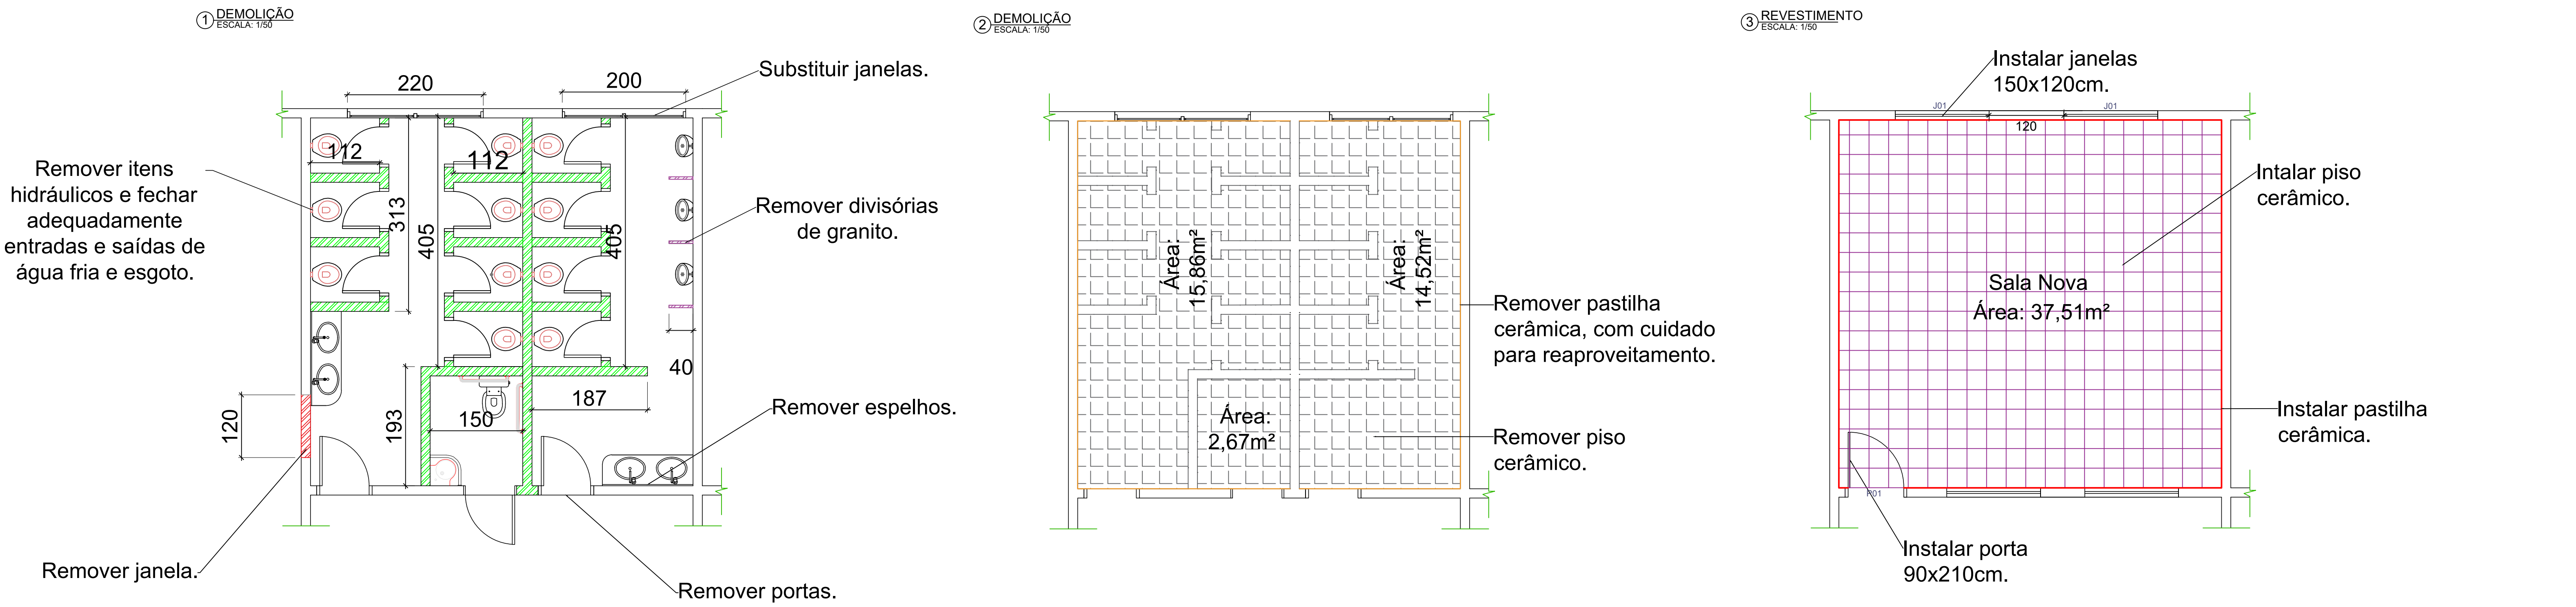 1 DEMOLIÇÃO
ESCALA: 1/50
220
200
Substituir janelas.
112
112
Remover itens
hidráulicos e fechar
adequadamente
entradas e saídas de
água fria e esgoto.
313
405
405
Remover divisórias
de granito.
40
187
150
193
120
Remover espelhos.
Remover janela.
Remover portas.
2 DEMOLIÇÃO
ESCALA: 1/50
Área:
15,86m²
Área:
14,52m²
Área:
2,67m²
Remover pastilha
cerâmica, com cuidado
para reaproveitamento.
Remover piso
cerâmico.
3 REVESTIMENTO
ESCALA: 1/50
Instalar janelas
150x120cm.
J01
J01
120
Intalar piso
cerâmico.
Sala Nova
Área: 37,51m²
Instalar pastilha
cerâmica.
P01
Instalar porta
90x210cm.